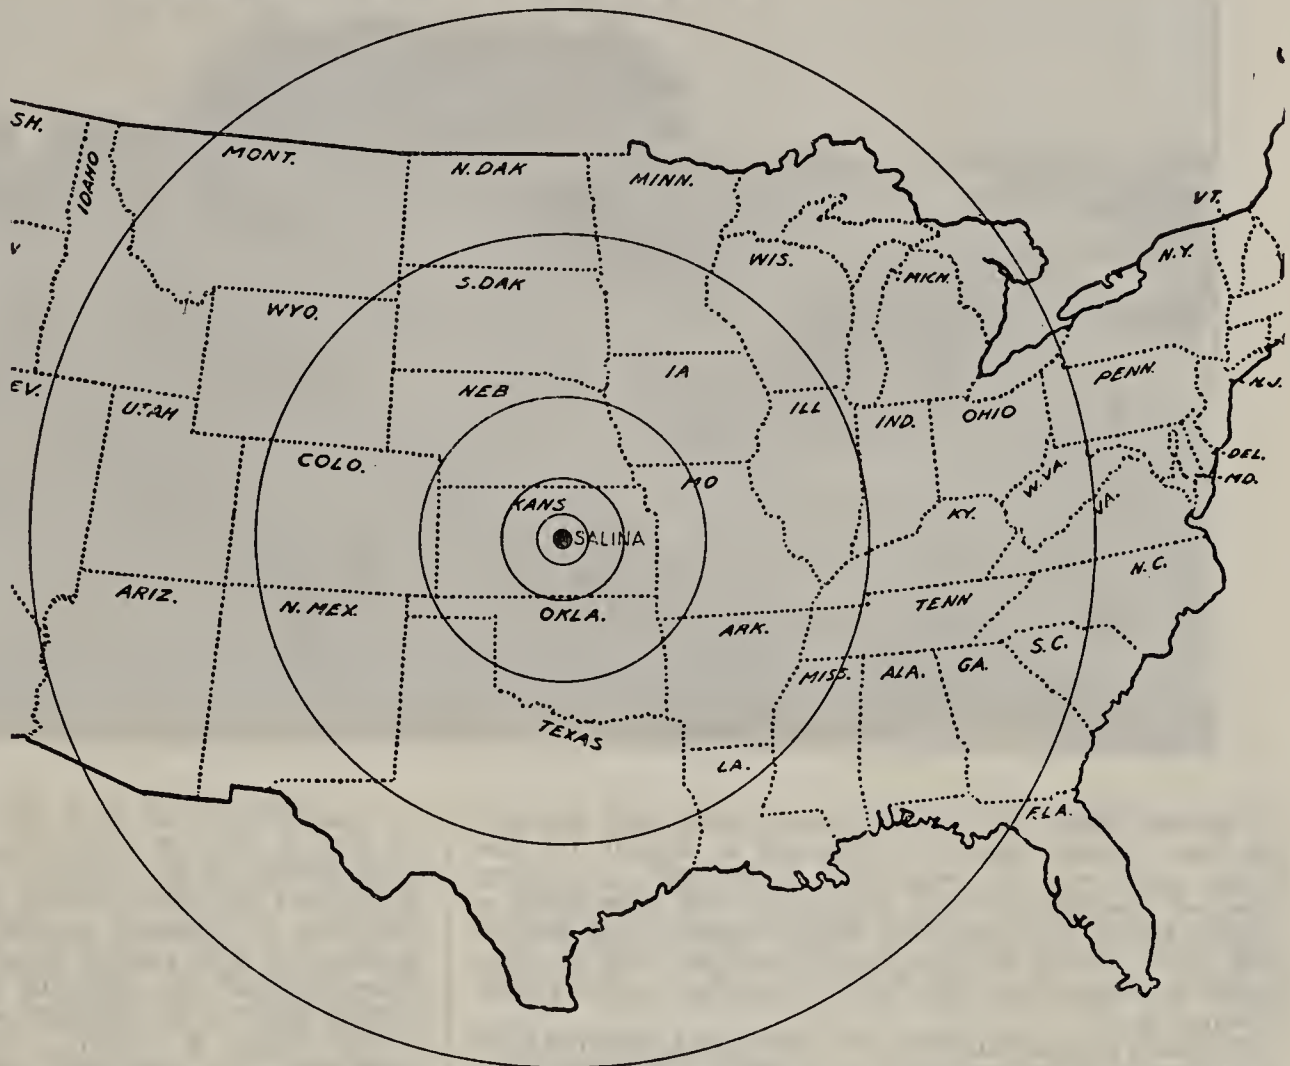 SH.
IDAHO
MONT.
N.DAK
MINN.
VT.
N.Y.
V
WIS.
MICH.
S.DAK
WYO.
EV.
UTAH
NEB
IA
ILL
IND.
OHIO
PENN.
N.J.
COLO.
MO
W.VA.
VA.
DEL.
MD.
KANS
SALINA
KY.
ARIZ.
N.MEX.
OKLA.
ARK.
TENN
N.C.
S.C.
MISS.
ALA.
GA.
TEXAS
LA.
FLA.